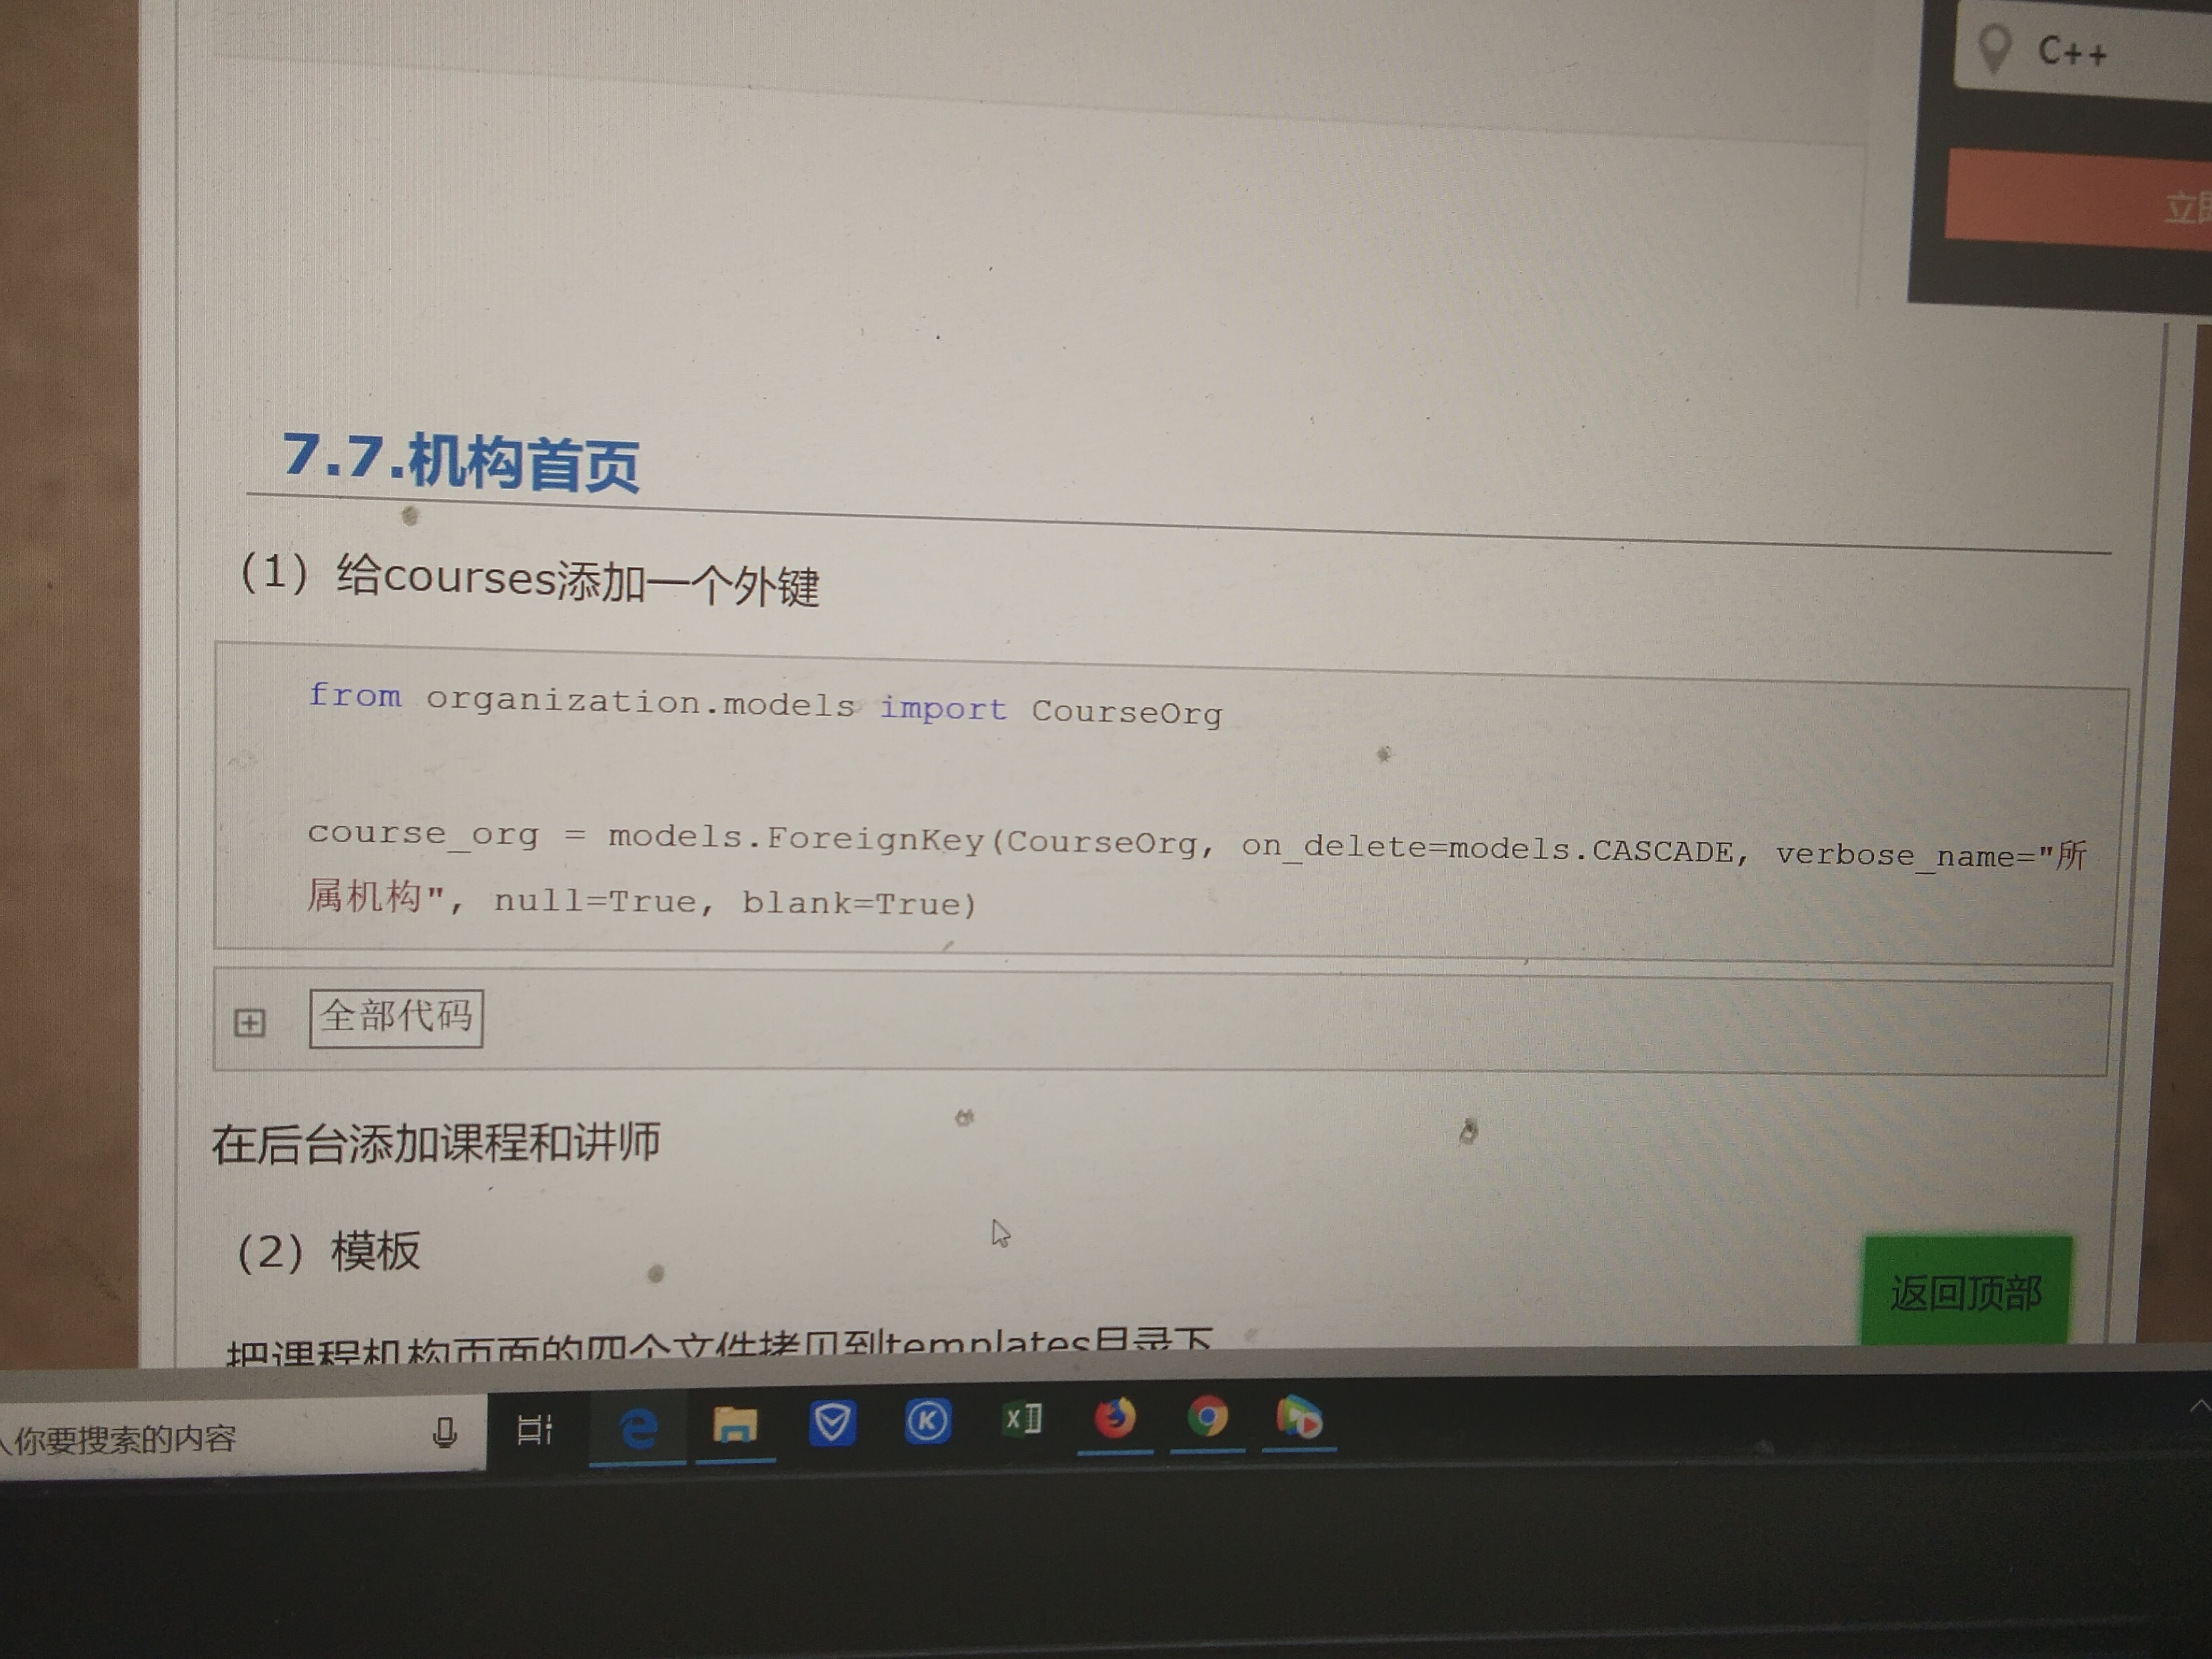 C++
立即
7.7.机构首页
(1) 给courses添加一个外键
from organization.models import CourseOrg
course_org = models.ForeignKey(CourseOrg, on_delete=models.CASCADE, verbose_name="所
属机构", null=True, blank=True)
全部代码
在后台添加课程和讲师
(2) 模板
把课程机构页面的四个文件拷贝到templates目录下
返回顶部
入你要搜索的内容